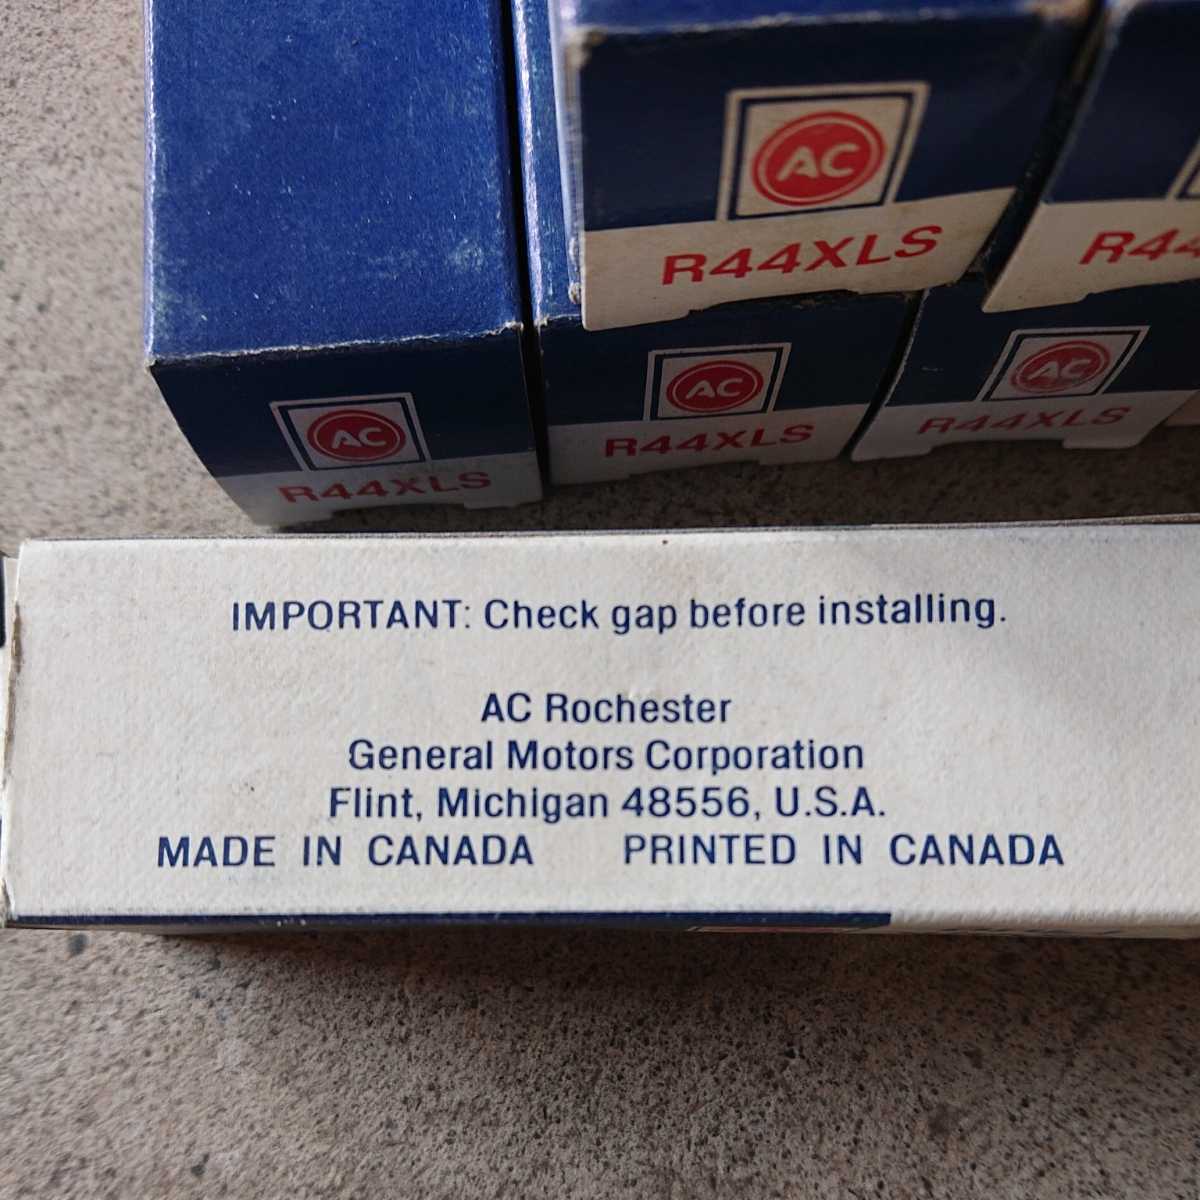 AC
R44XLS
R44
AC
R44XLS
AC
R44XLS
AC
R44XLS
IMPORTANT: Check gap before installing.
AC Rochester
General Motors Corporation
Flint, Michigan 48556, U.S.A.
MADE IN CANADA PRINTED IN CANADA